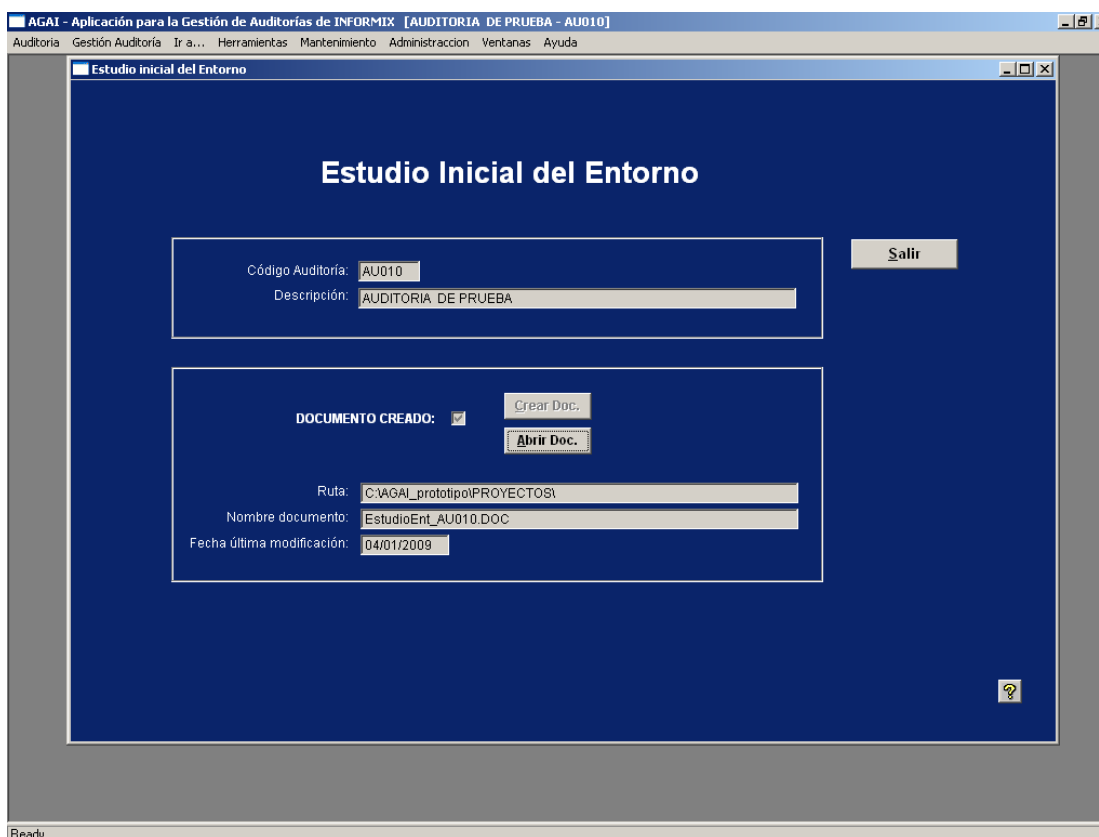 AGAI - Aplicación para la Gestión de Auditorías de INFORMIX [AUDITORIA DE PRUEBA - AU010]
Auditoria Gestión Auditoría Ir a... Herramientas Mantenimiento Administraccion Ventanas Ayuda
Estudio inicial del Entorno
Estudio Inicial del Entorno
Salir
Código Auditoría: AU010
Descripción: AUDITORIA DE PRUEBA
DOCUMENTO CREADO: Crear Doc.
Abrir Doc.
Ruta: C:\AGAI_prototipo\PROYECTOS\
Nombre documento: EstudioEnt_AU010.DOC
Fecha última modificación: 04/01/2009
?
Ready